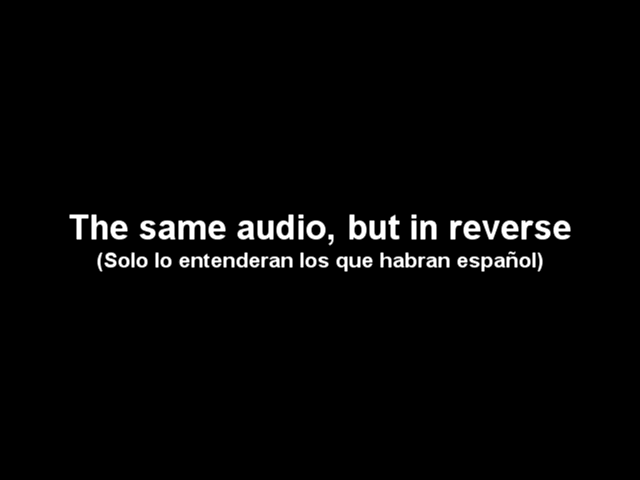 The same audio, but in reverse
(Solo lo entenderan los que habran español)